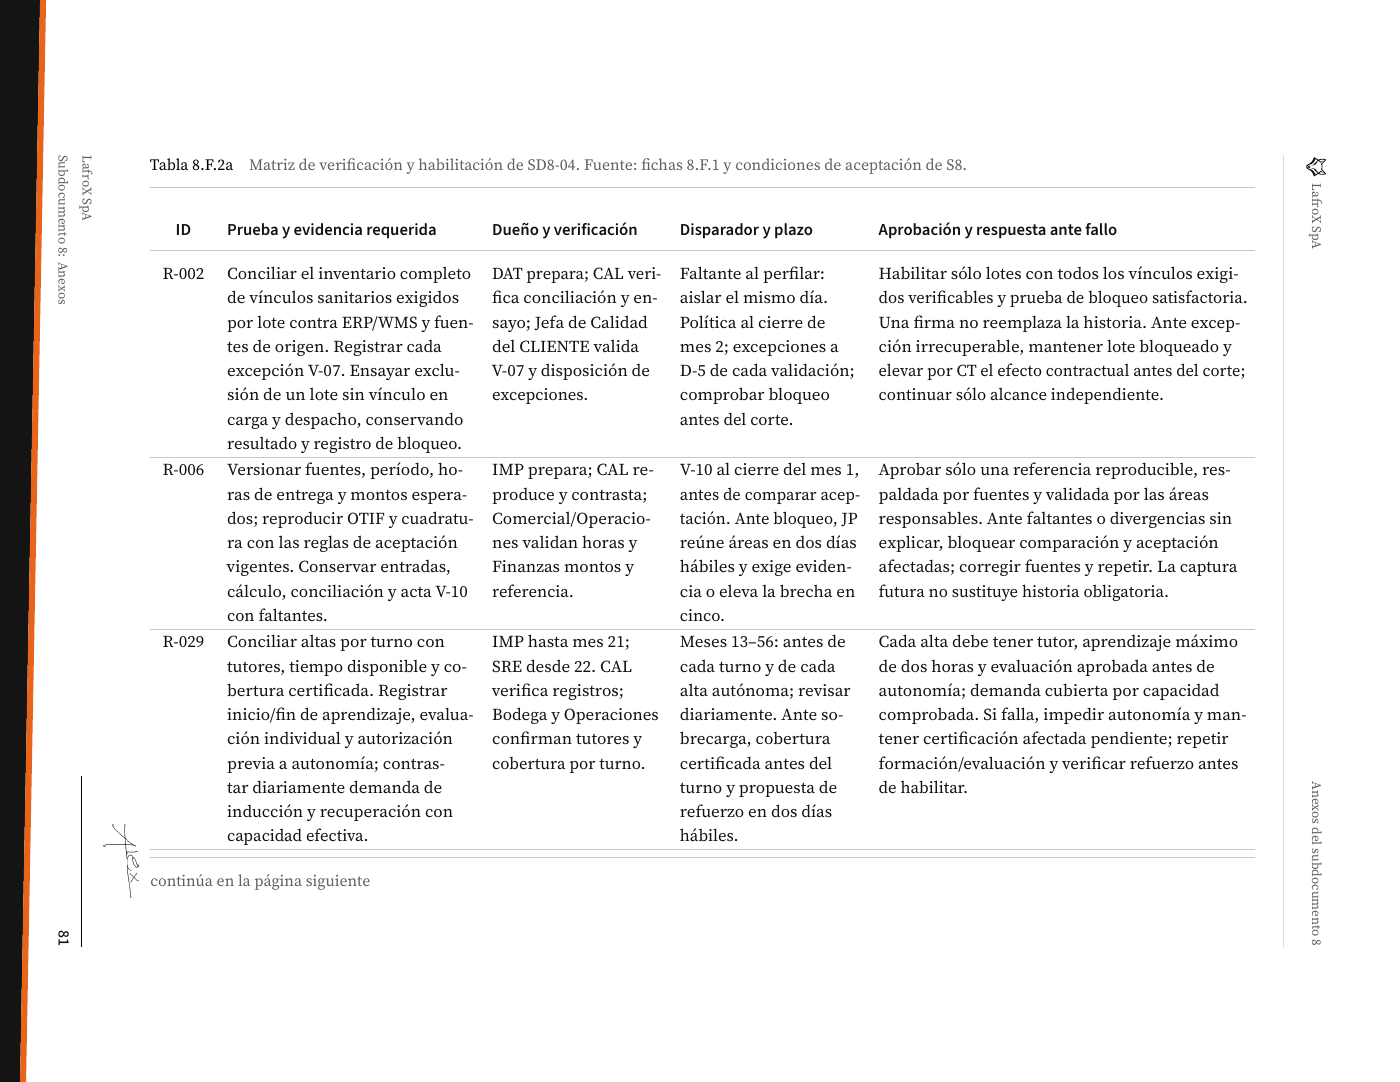 LafroX SpA
Subdocumento 8: Anexos
Tabla 8.F.2a Matriz de verificación y habilitación de SD8-04. Fuente: fichas 8.F.1 y condiciones de aceptación de S8.
ID Prueba y evidencia requerida Dueño y verificación Disparador y plazo Aprobación y respuesta ante fallo
R-002
Conciliar el inventario completo
de vínculos sanitarios exigidos
por lote contra ERP/WMS y fuen-
tes de origen. Registrar cada
excepción V-07. Ensayar exclu-
sión de un lote sin vínculo en
carga y despacho, conservando
resultado y registro de bloqueo.
DAT prepara; CAL veri-
fica conciliación y en-
sayo; Jefa de Calidad
del CLIENTE valida
V-07 y disposición de
excepciones.
Faltante al perfilar:
aislar el mismo día.
Política al cierre de
mes 2; excepciones a
D-5 de cada validación;
comprobar bloqueo
antes del corte.
Habilitar sólo lotes con todos los vínculos exigi-
dos verificables y prueba de bloqueo satisfactoria.
Una firma no reemplaza la historia. Ante excep-
ción irrecuperable, mantener lote bloqueado y
elevar por CT el efecto contractual antes del corte;
continuar sólo alcance independiente.
R-006
Versionar fuentes, período, ho-
ras de entrega y montos espera-
dos; reproducir OTIF y cuadratu-
ra con las reglas de aceptación
vigentes. Conservar entradas,
cálculo, conciliación y acta V-10
con faltantes.
IMP prepara; CAL re-
produce y contrasta;
Comercial/Operacio-
nes validan horas y
Finanzas montos y
referencia.
V-10 al cierre del mes 1,
antes de comparar acep-
tación. Ante bloqueo, JP
reúne áreas en dos días
hábiles y exige eviden-
cia o eleva la brecha en
cinco.
Aprobar sólo una referencia reproducible, res-
paldada por fuentes y validada por las áreas
responsables. Ante faltantes o divergencias sin
explicar, bloquear comparación y aceptación
afectadas; corregir fuentes y repetir. La captura
futura no sustituye historia obligatoria.
R-029
Conciliar altas por turno con
tutores, tiempo disponible y co-
bertura certificada. Registrar
inicio/fin de aprendizaje, evalua-
ción individual y autorización
previa a autonomía; contras-
tar diariamente demanda de
inducción y recuperación con
capacidad efectiva.
IMP hasta mes 21;
SRE desde 22. CAL
verifica registros;
Bodega y Operaciones
confirman tutores y
cobertura por turno.
Meses 13–56: antes de
cada turno y de cada
alta autónoma; revisar
diariamente. Ante so-
brecarga, cobertura
certificada antes del
turno y propuesta de
refuerzo en dos días
hábiles.
Cada alta debe tener tutor, aprendizaje máximo
de dos horas y evaluación aprobada antes de
autonomía; demanda cubierta por capacidad
comprobada. Si falla, impedir autonomía y man-
tener certificación afectada pendiente; repetir
formación/evaluación y verificar refuerzo antes
de habilitar.
continúa en la página siguiente
Alex
81
LafroX SpA
Anexos del subdocumento 8